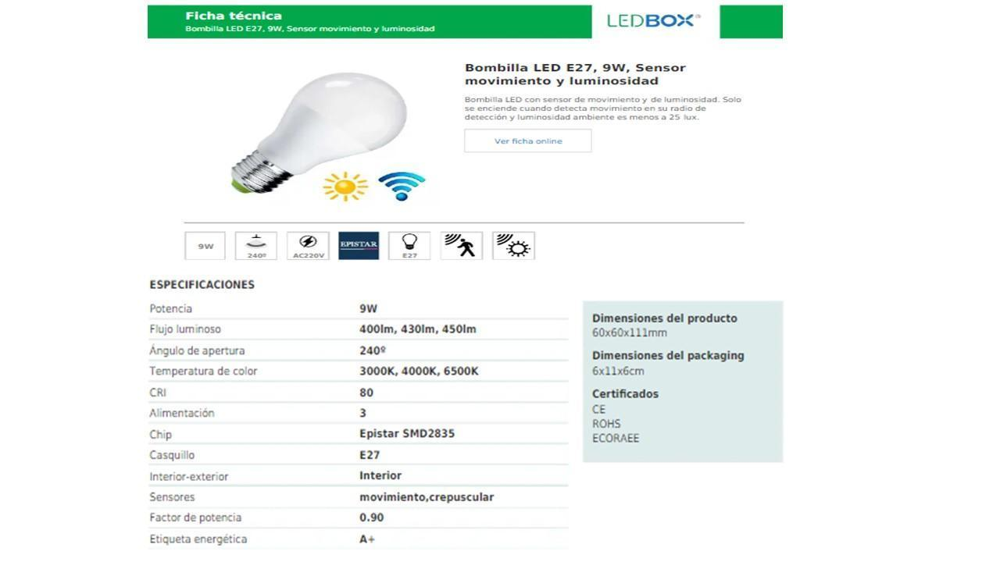 Ficha técnica
Bombilla LED E27, 9W, Sensor movimiento y luminosidad
LEDBOX®
Bombilla LED E27, 9W, Sensor
movimiento y luminosidad
Bombilla LED con sensor de movimiento y de luminosidad. Solo
se enciende cuando detecta movimiento en su radio de
detección y luminosidad ambiente es menos a 25 lux.
Ver ficha online
9W
240º
AC220V
EPISTAR
E27
ESPECIFICACIONES
Potencia 9W
Flujo luminoso 400lm, 430lm, 450lm
Ángulo de apertura 240º
Temperatura de color 3000K, 4000K, 6500K
CRI 80
Alimentación 3
Chip Epistar SMD2835
Casquillo E27
Interior-exterior Interior
Sensores movimiento,crepuscular
Factor de potencia 0.90
Etiqueta energética A+
Dimensiones del producto
60x60x111mm
Dimensiones del packaging
6x11x6cm
Certificados
CE
ROHS
ECORAEE